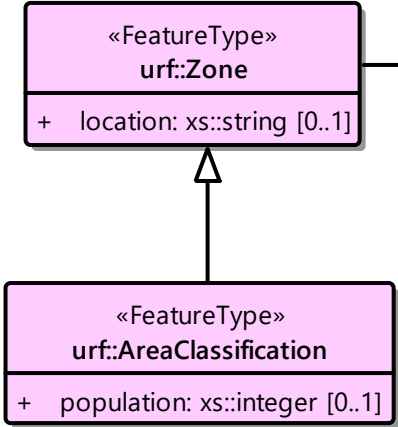 «FeatureType»
urf::Zone
+ location: xs::string [0..1]
«FeatureType»
urf::AreaClassification
+ population: xs::integer [0..1]